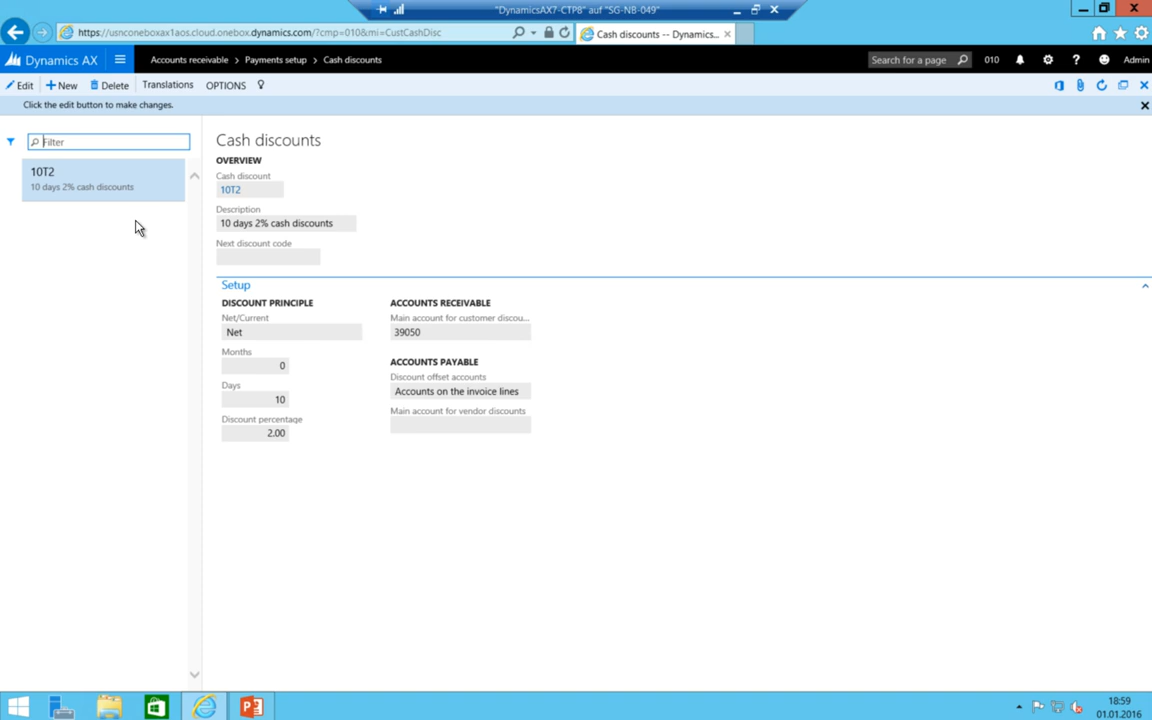 "DynamicsAX7-CTP8" auf "SG-NB-049"
https://usnconeboxax1aos.cloud.onebox.dynamics.com/?cmp=010&mi=CustCashDisc
Cash discounts -- Dynamics...
Dynamics AX
Accounts receivable > Payments setup > Cash discounts
Search for a page
010
Admin
Edit
New
Delete
Translations
OPTIONS
Click the edit button to make changes.
Filter
10T2
10 days 2% cash discounts
Cash discounts
OVERVIEW
Cash discount
10T2
Description
10 days 2% cash discounts
Next discount code
Setup
DISCOUNT PRINCIPLE
Net/Current
Net
Months
0
Days
10
Discount percentage
2.00
ACCOUNTS RECEIVABLE
Main account for customer discou...
39050
ACCOUNTS PAYABLE
Discount offset accounts
Accounts on the invoice lines
Main account for vendor discounts
18:59
01.01.2016